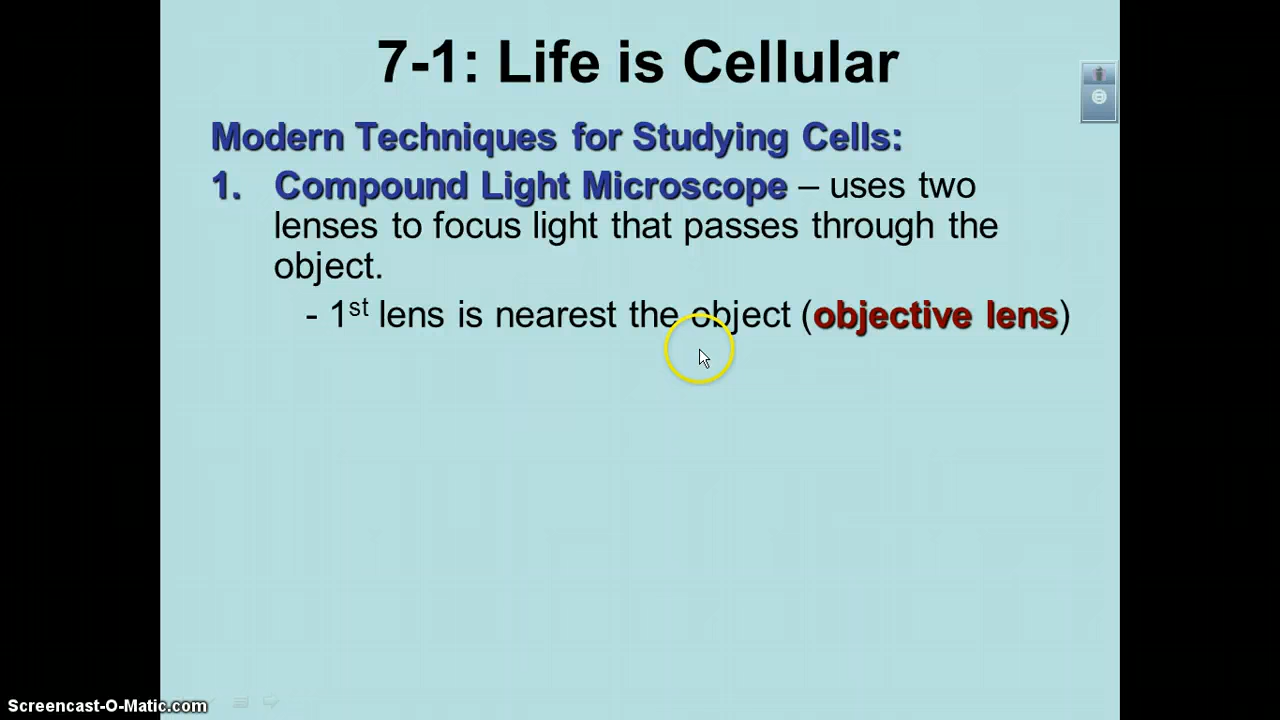 7-1: Life is Cellular
Modern Techniques for Studying Cells:
1. Compound Light Microscope – uses two
lenses to focus light that passes through the
object.
- 1st lens is nearest the object (objective lens)
Screencast-O-Matic.com